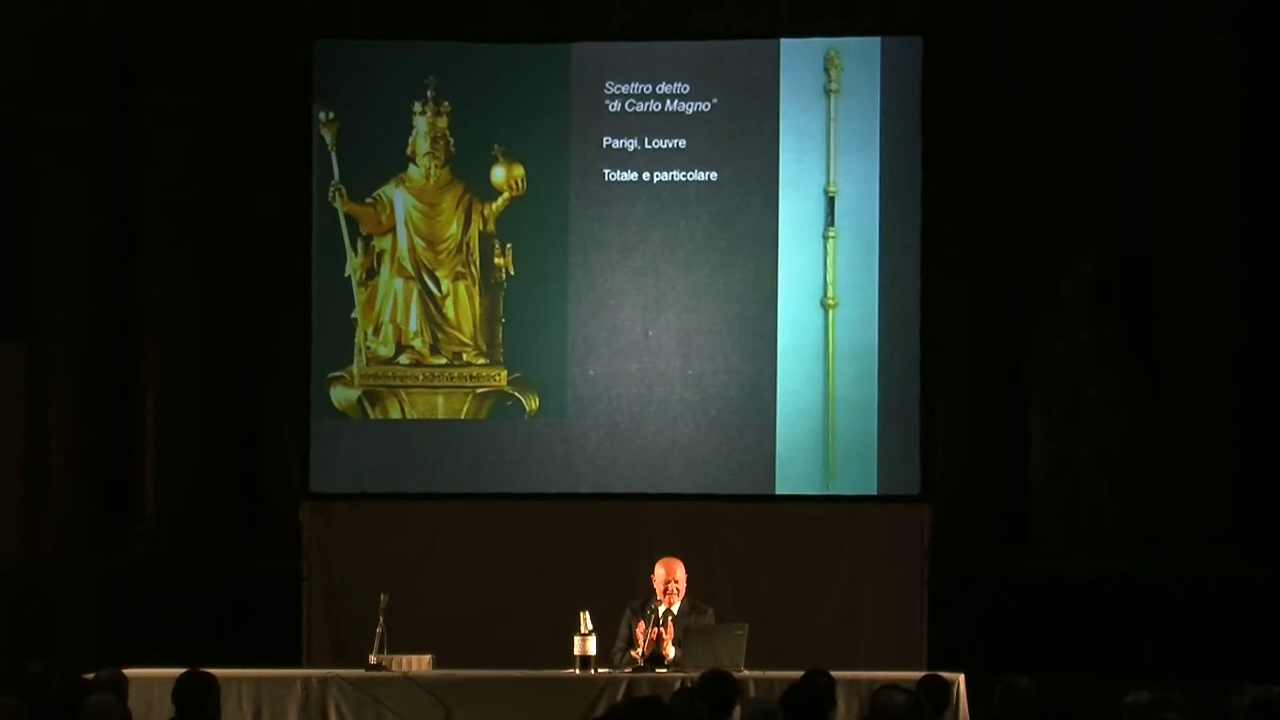 Scettro detto
"di Carlo Magno"
Parigi, Louvre
Totale e particolare